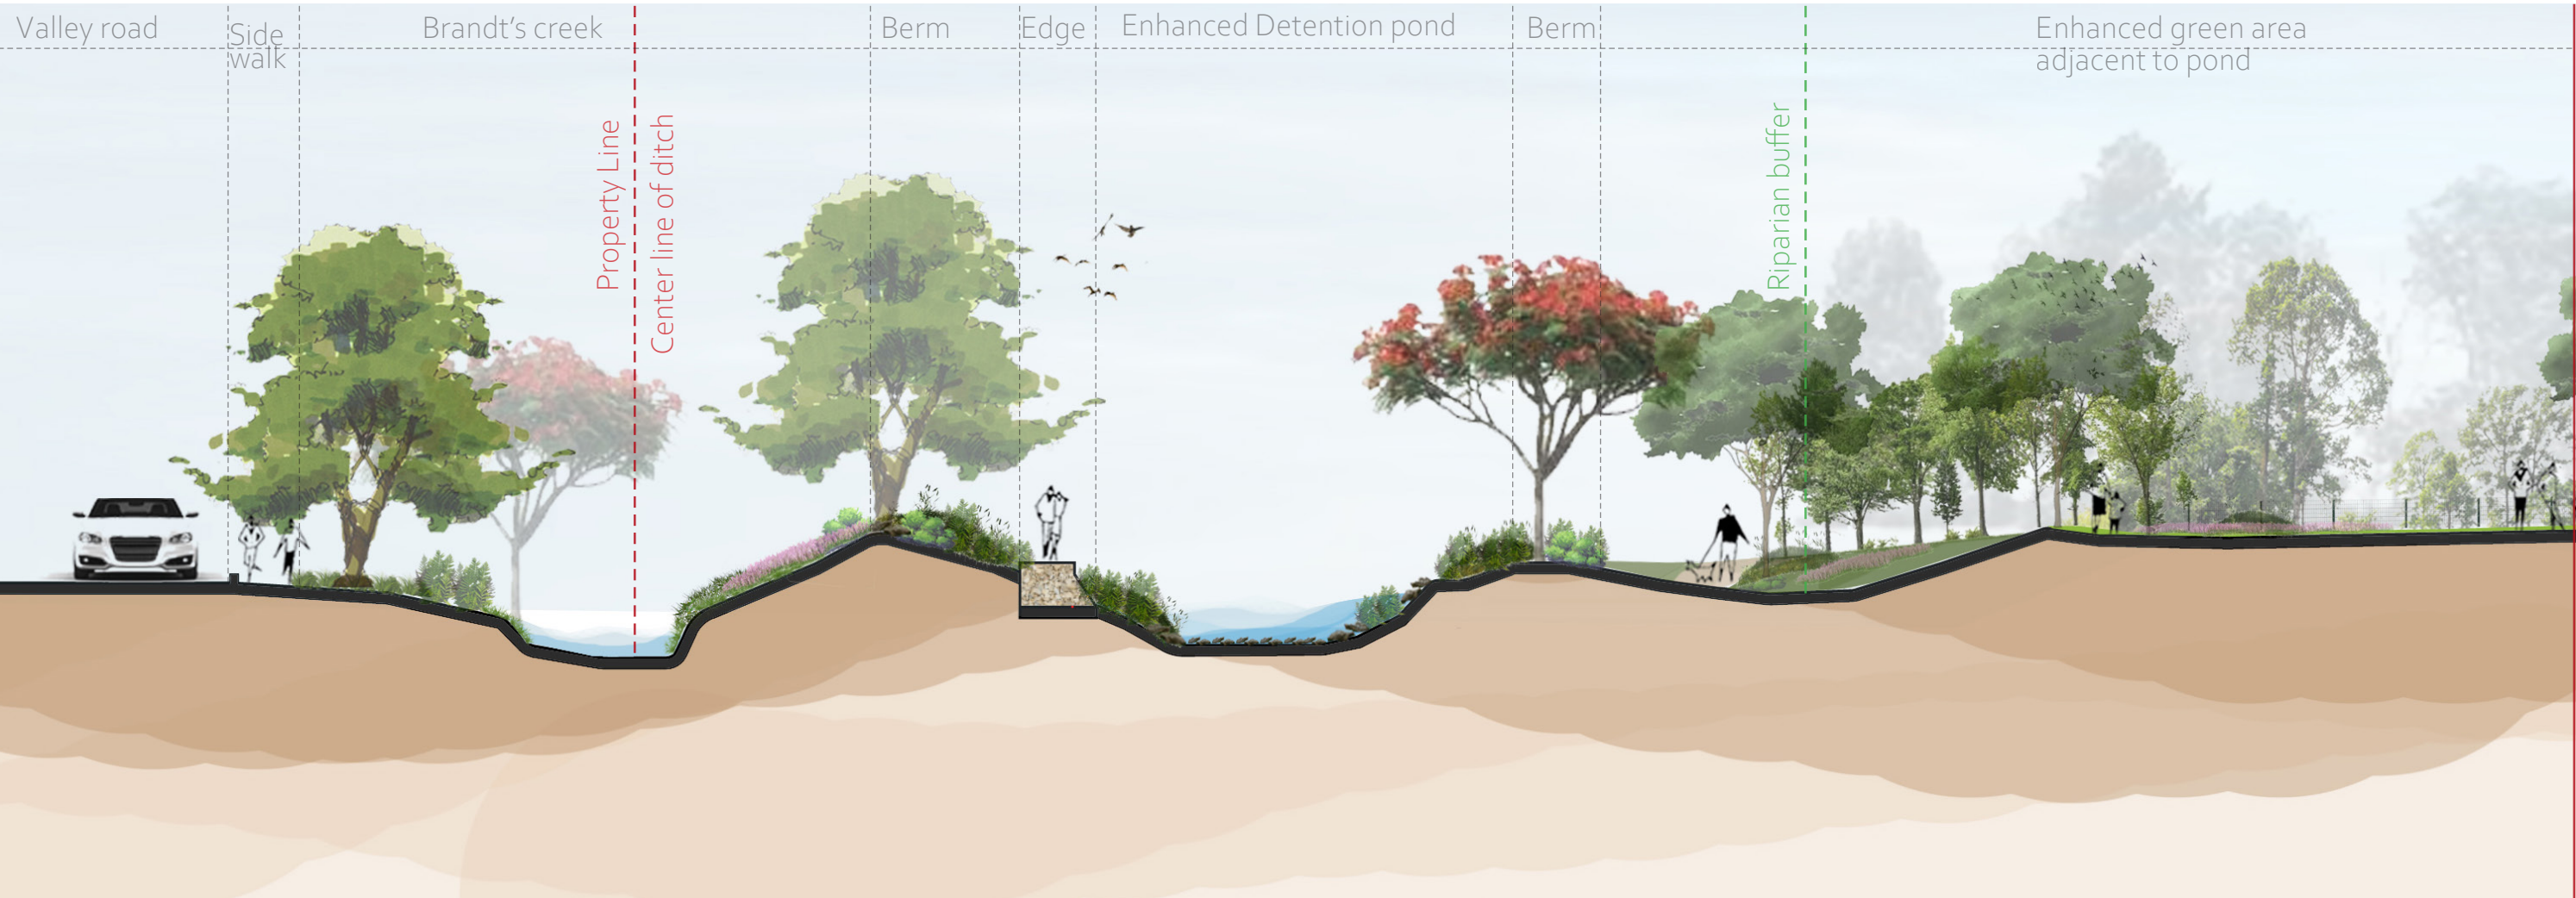 Valley road
Side
walk
Brandt's creek
Berm
Edge
Enhanced Detention pond
Berm
Enhanced green area
adjacent to pond
Property Line
Center line of ditch
Riparian buffer